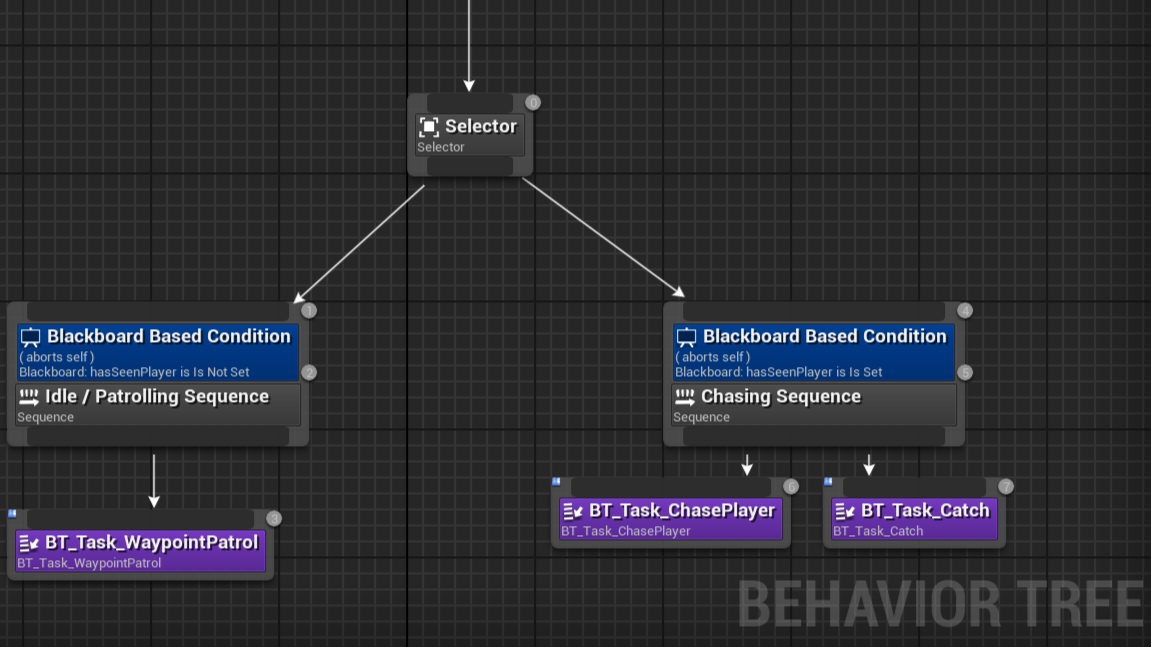 0
Selector
Selector
1
Blackboard Based Condition
( aborts self )
Blackboard: hasSeenPlayer is Is Not Set
2
Idle / Patrolling Sequence
Sequence
3
BT_Task_WaypointPatrol
BT_Task_WaypointPatrol
4
Blackboard Based Condition
( aborts self )
Blackboard: hasSeenPlayer is Is Set
5
Chasing Sequence
Sequence
6
BT_Task_ChasePlayer
BT_Task_ChasePlayer
7
BT_Task_Catch
BT_Task_Catch
BEHAVIOR TREE